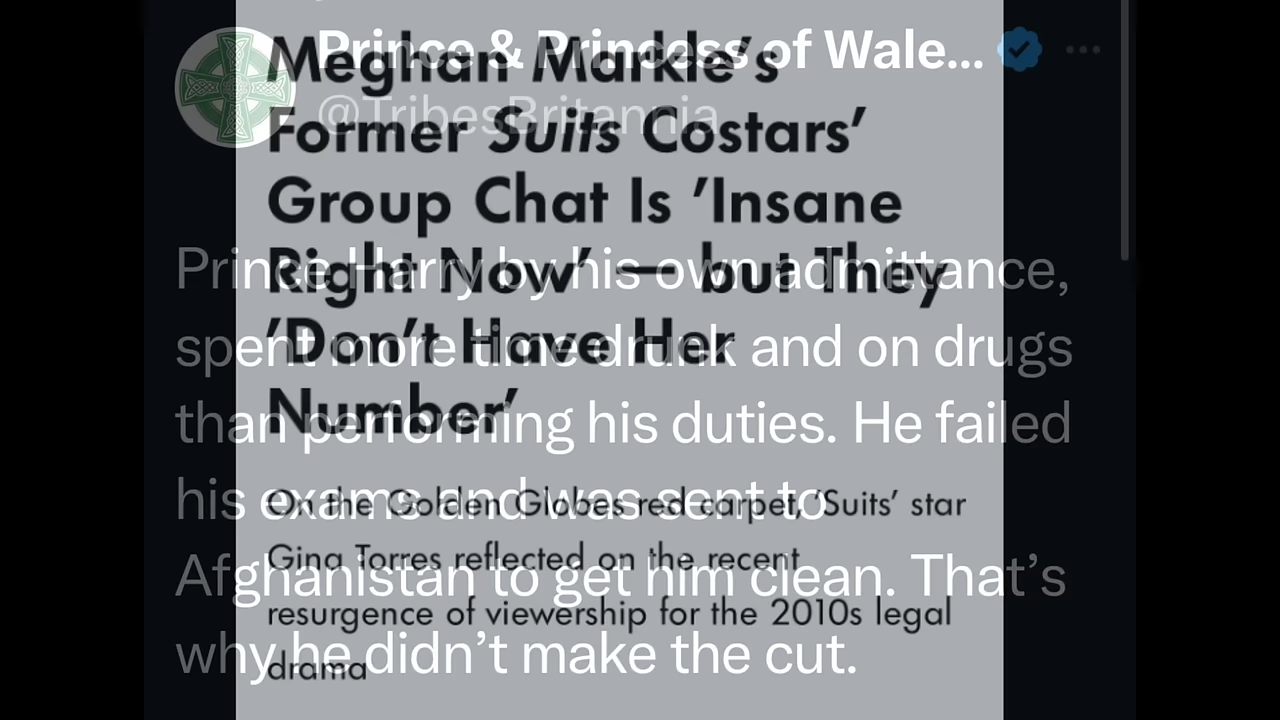 Prince & Princess of Wale...
@TribesBritannia
Prince Harry by his own admittance,
spent more time drunk and on drugs
than performing his duties. He failed
his exams and was sent to
Afghanistan to get him clean. That's
why he didn't make the cut.
Meghan Markle's
Former Suits Costars'
Group Chat Is 'Insane
Right Now' — but They
'Don't Have Her
Number'
On the Golden Globes red carpet, 'Suits' star
Gina Torres reflected on the recent
resurgence of viewership for the 2010s legal
drama